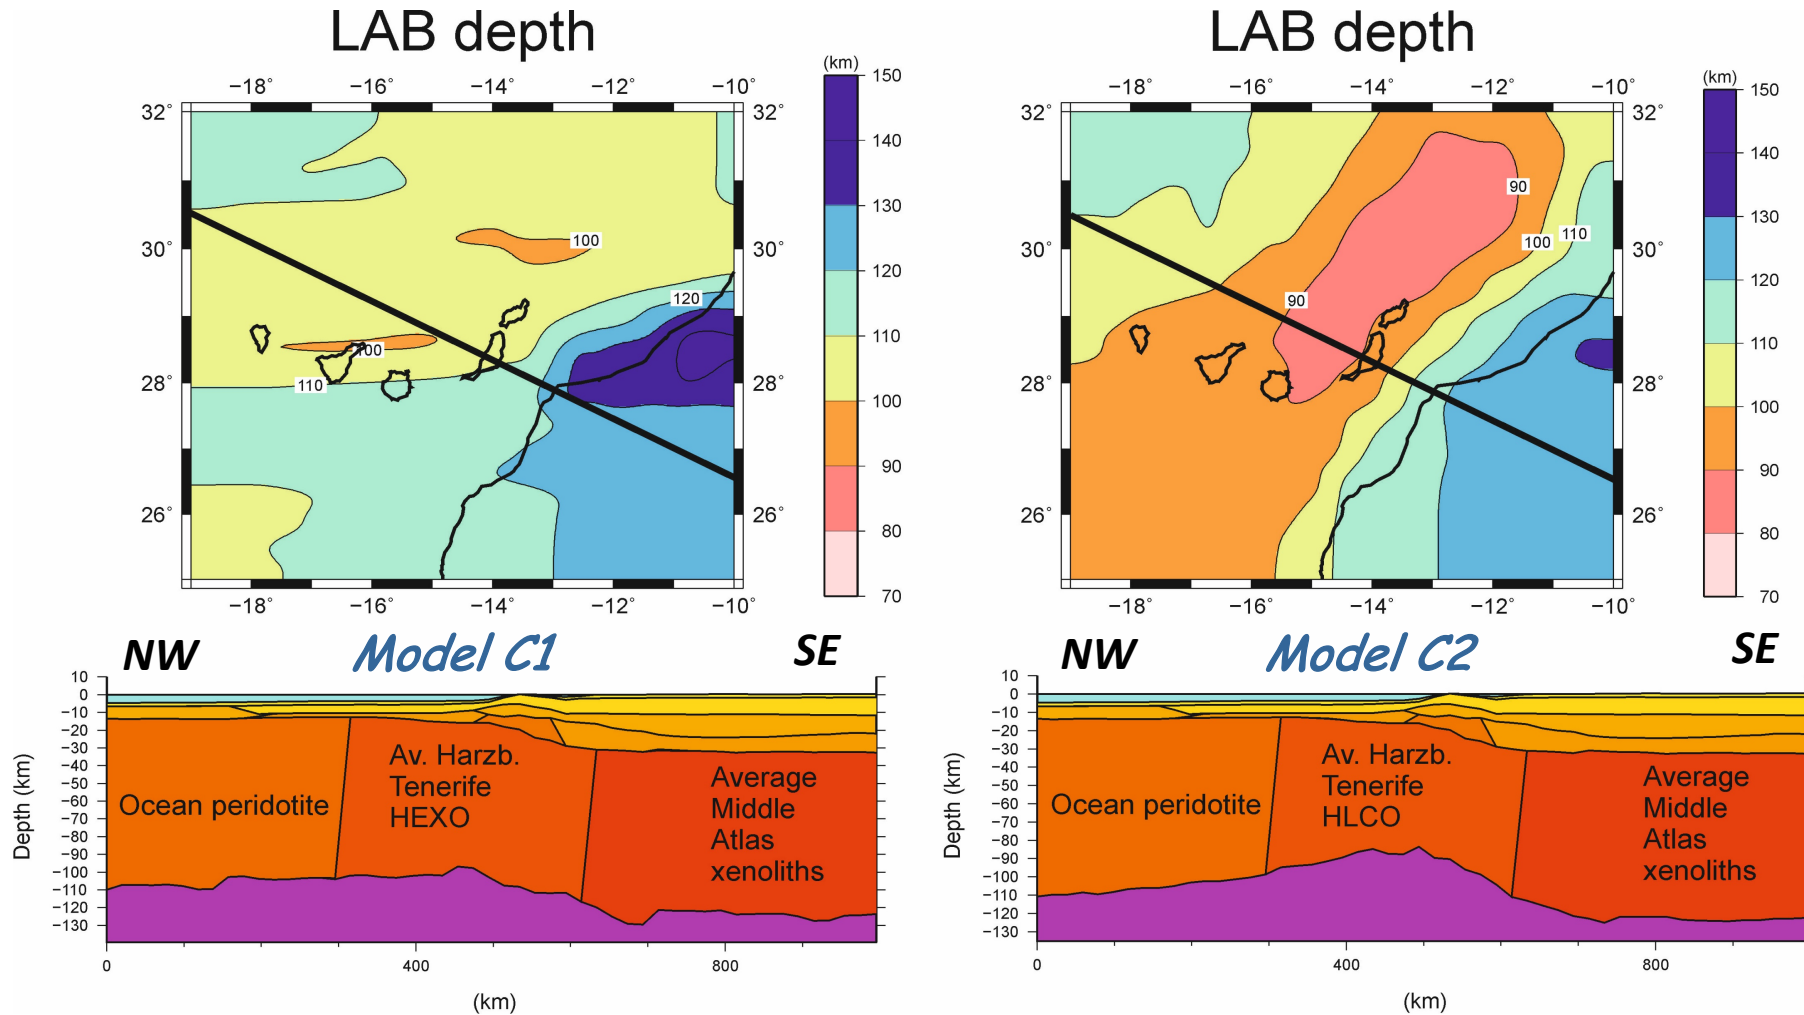 LAB depth
(km)
−18° −16° −14° −12° −10°
32° 32°
30° 30°
28° 28°
26° 26°
100
120
100
110
−18° −16° −14° −12° −10°
150
140
130
120
110
100
90
80
70
LAB depth
(km)
−18° −16° −14° −12° −10°
32° 32°
30° 30°
28° 28°
26° 26°
90
110
100
90
−18° −16° −14° −12° −10°
150
140
130
120
110
100
90
80
70
NW Model C1 SE
10
0
−10
−20
−30
−40
−50
−60
−70
−80
−90
−100
−110
−120
−130
Depth (km)
Ocean peridotite
Av. Harzb.
Tenerife
HEXO
Average
Middle
Atlas
xenoliths
0 400 800
(km)
NW Model C2 SE
10
0
−10
−20
−30
−40
−50
−60
−70
−80
−90
−100
−110
−120
−130
Depth (km)
Ocean peridotite
Av. Harzb.
Tenerife
HLCO
Average
Middle
Atlas
xenoliths
0 400 800
(km)